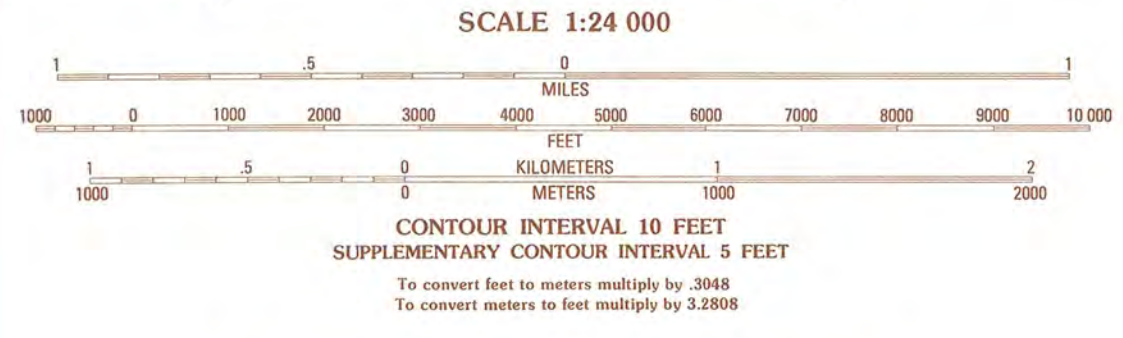 SCALE 1:24 000
1 .5 0 1
MILES
1000 0 1000 2000 3000 4000 5000 6000 7000 8000 9000 10 000
FEET
1 .5 0 KILOMETERS 1 2
1000 0 METERS 1000 2000
CONTOUR INTERVAL 10 FEET
SUPPLEMENTARY CONTOUR INTERVAL 5 FEET
To convert feet to meters multiply by .3048
To convert meters to feet multiply by 3.2808